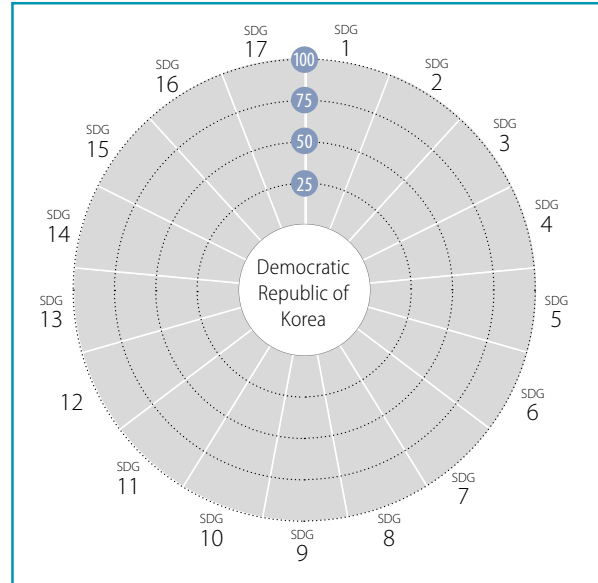 SDG
1
SDG
2
SDG
3
SDG
4
SDG
5
SDG
6
SDG
7
SDG
8
SDG
9
SDG
10
SDG
11
12
SDG
13
SDG
14
SDG
15
SDG
16
SDG
17
100
75
50
25
Democratic
Republic of
Korea